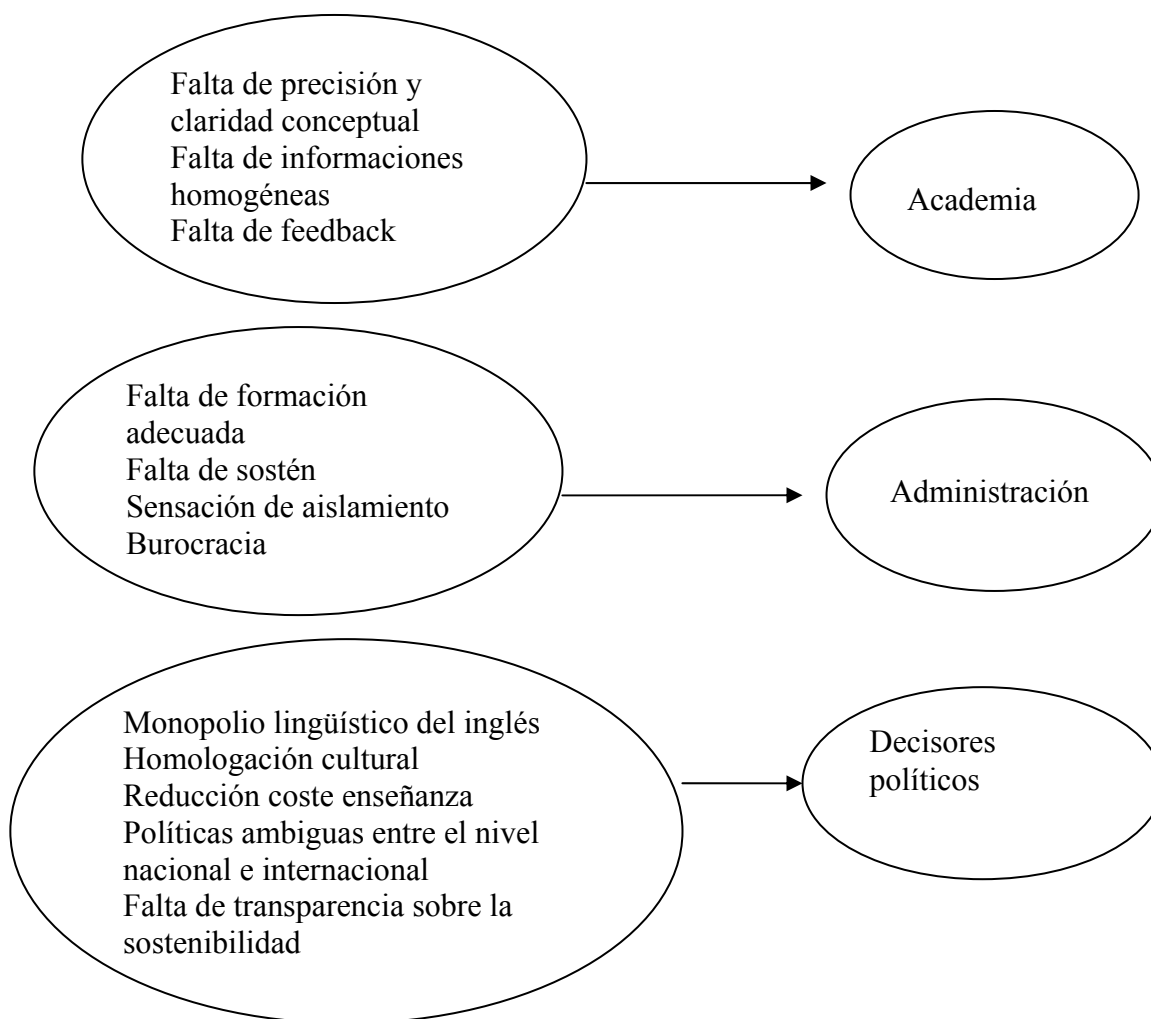 Falta de precisión y
claridad conceptual
Falta de informaciones
homogéneas
Falta de feedback
Academia
Falta de formación
adecuada
Falta de sostén
Sensación de aislamiento
Burocracia
Administración
Monopolio lingüístico del inglés
Homologación cultural
Reducción coste enseñanza
Políticas ambiguas entre el nivel
nacional e internacional
Falta de transparencia sobre la
sostenibilidad
Decisores
políticos